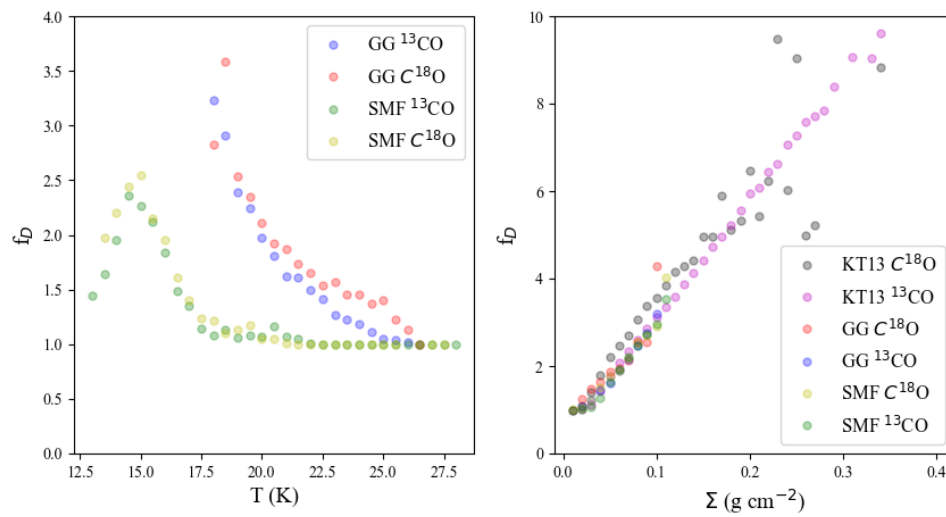 4.0
3.5
3.0
2.5
2.0
1.5
1.0
0.5
0.0
f_D
12.5 15.0 17.5 20.0 22.5 25.0 27.5
T (K)
GG ¹³CO
GG C¹⁸O
SMF ¹³CO
SMF C¹⁸O
10
8
6
4
2
0
f_D
0.0 0.1 0.2 0.3 0.4
Σ (g cm⁻²)
KT13 C¹⁸O
KT13 ¹³CO
GG C¹⁸O
GG ¹³CO
SMF C¹⁸O
SMF ¹³CO